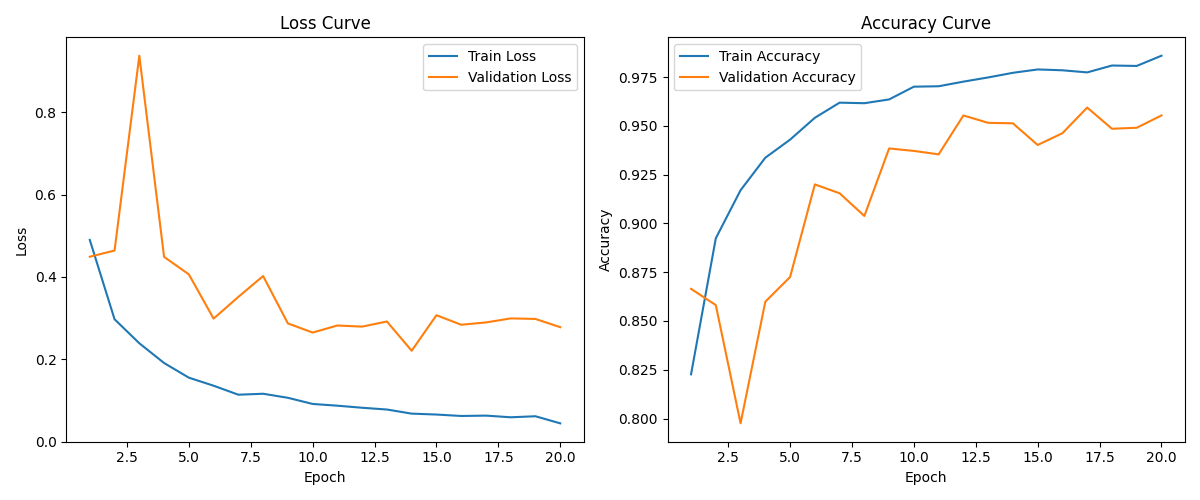 Loss Curve
Train Loss
Validation Loss
Loss
0.8
0.6
0.4
0.2
0.0
2.5 5.0 7.5 10.0 12.5 15.0 17.5 20.0
Epoch
Accuracy Curve
Train Accuracy
Validation Accuracy
Accuracy
0.975
0.950
0.925
0.900
0.875
0.850
0.825
0.800
2.5 5.0 7.5 10.0 12.5 15.0 17.5 20.0
Epoch